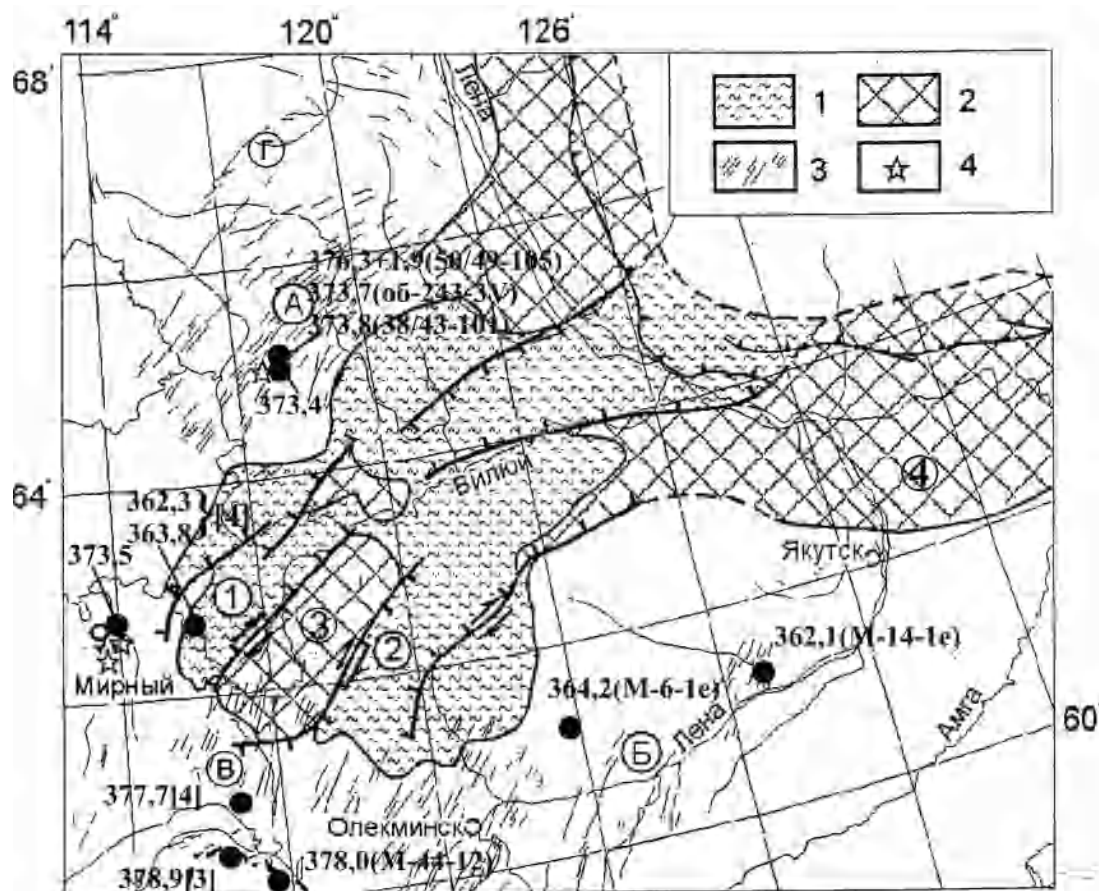 114° 120° 126°
68°
Лена
1 2
3 4
Г
376,3+1,9(50/49-105)
А
373,7(об-243-3V)
373,8(38/43-101)
373,4
Вилюй
64°
4
362,3}[4]
363,8
373,5
Якутск
1
3
2
362,1(М-14-1е)
Мирный
364,2(М-6-1е)
Лена
Амга
60°
Б
В
377,7[4]
Олекминск
378,0(М-44-12)
378,9[3]